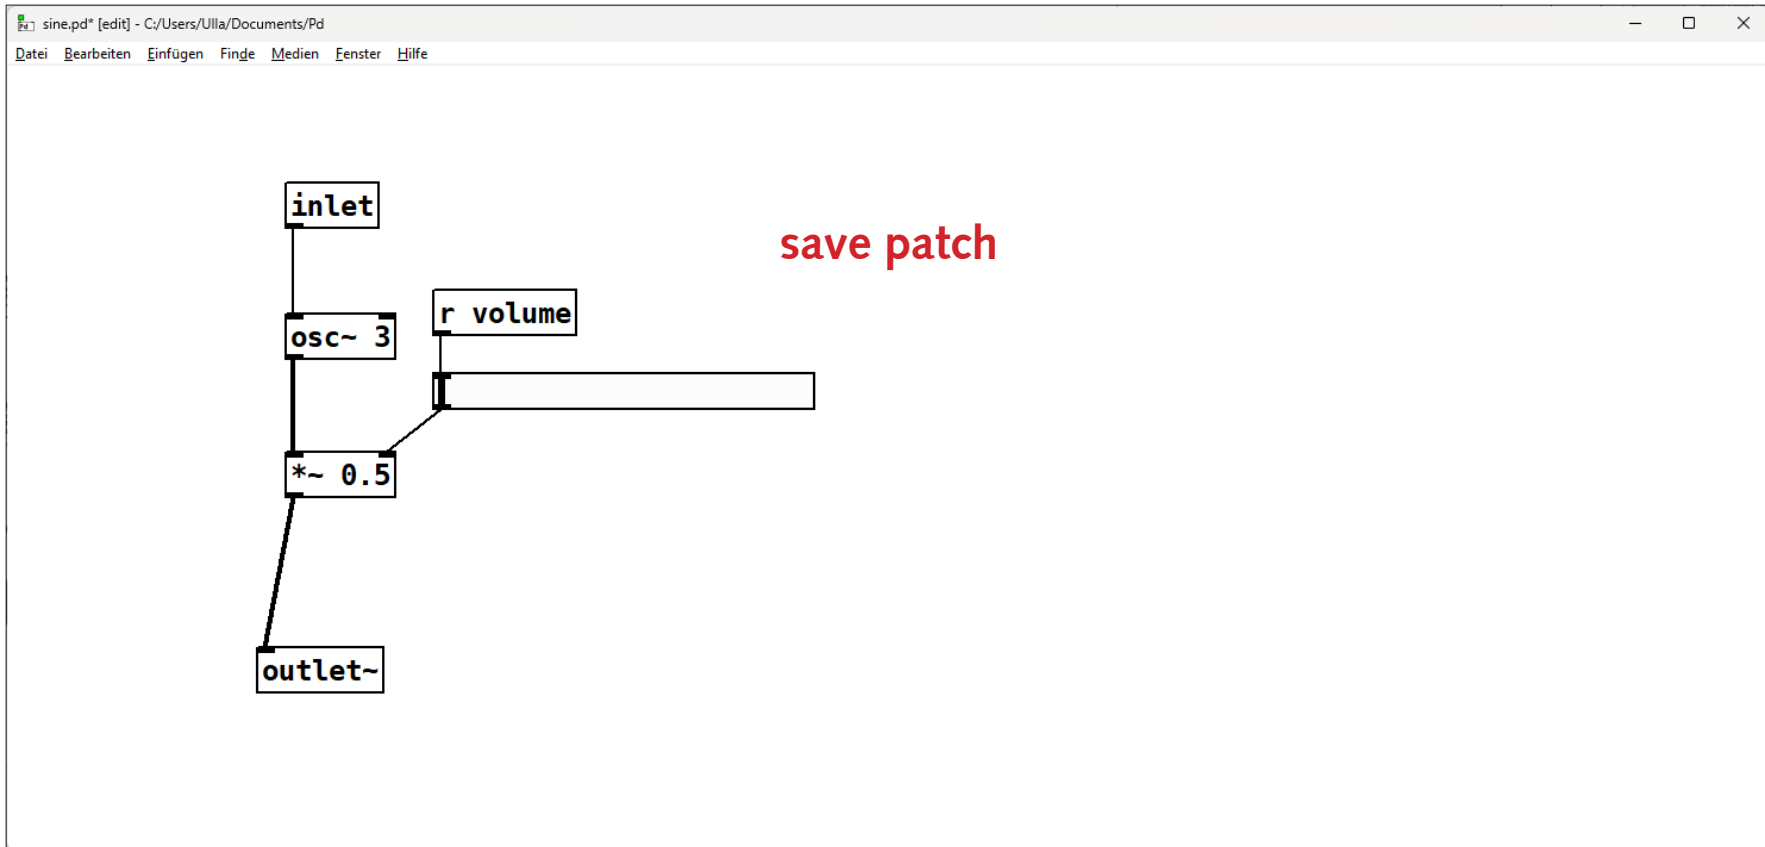 sine.pd* [edit] - C:/Users/Ulla/Documents/Pd
Datei Bearbeiten Einfügen Finde Medien Fenster Hilfe
inlet
save patch
r volume
osc~ 3
*~ 0.5
outlet~